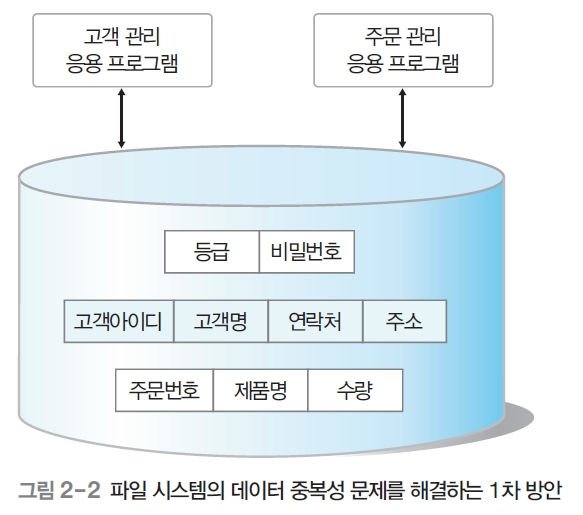 고객 관리
응용 프로그램
주문 관리
응용 프로그램
등급 비밀번호
고객아이디 고객명 연락처 주소
주문번호 제품명 수량
그림 2-2 파일 시스템의 데이터 중복성 문제를 해결하는 1차 방안